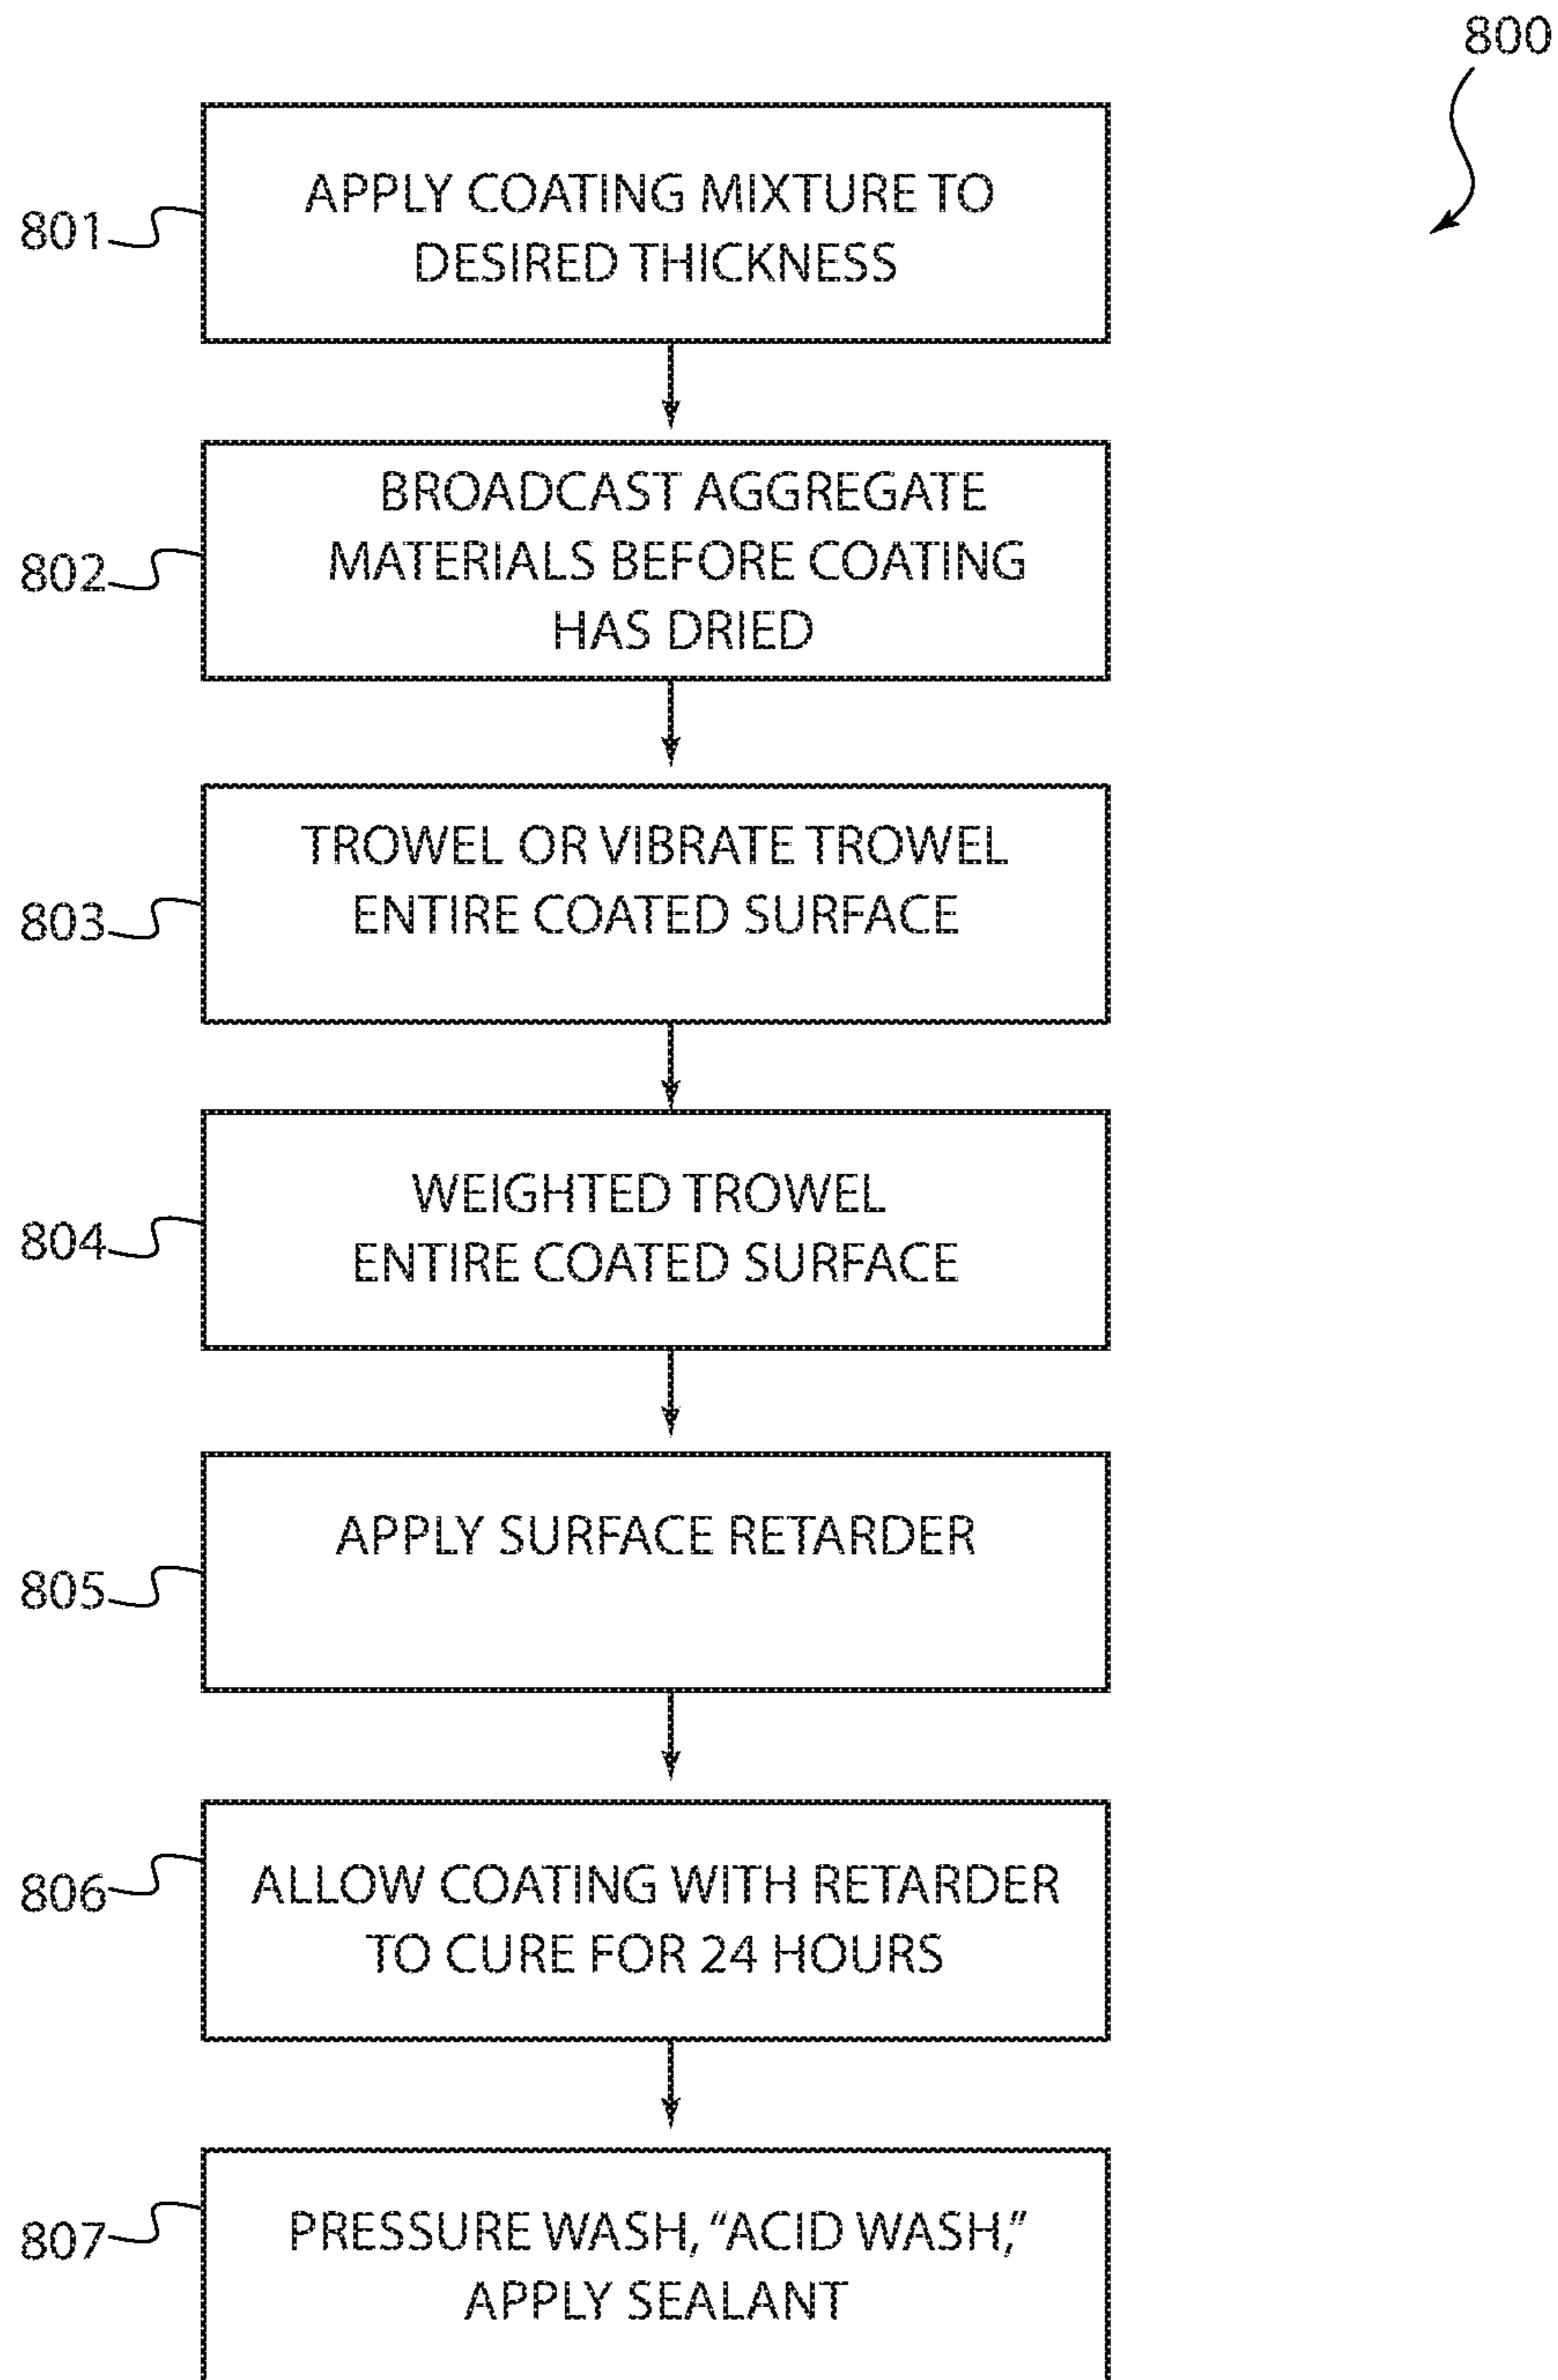 800
801
APPLY COATING MIXTURE TO
DESIRED THICKNESS
802
BROADCAST AGGREGATE
MATERIALS BEFORE COATING
HAS DRIED
803
TROWEL OR VIBRATE TROWEL
ENTIRE COATED SURFACE
804
WEIGHTED TROWEL
ENTIRE COATED SURFACE
805
APPLY SURFACE RETARDER
806
ALLOW COATING WITH RETARDER
TO CURE FOR 24 HOURS
807
PRESSURE WASH, “ACID WASH,”
APPLY SEALANT